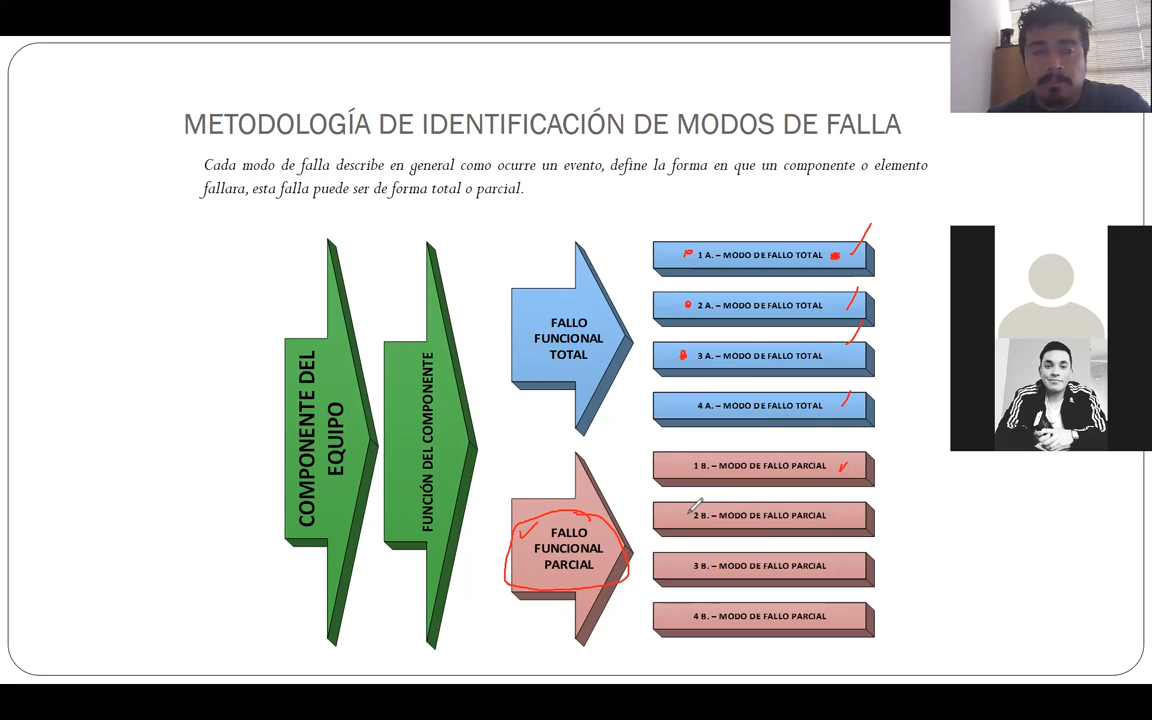 METODOLOGÍA DE IDENTIFICACIÓN DE MODOS DE FALLA
Cada modo de falla describe en general como ocurre un evento, define la forma en que un componente o elemento
fallara, esta falla puede ser de forma total o parcial.
COMPONENTE DEL
EQUIPO
FUNCIÓN DEL COMPONENTE
FALLO
FUNCIONAL
TOTAL
1 A. – MODO DE FALLO TOTAL
2 A. – MODO DE FALLO TOTAL
3 A. – MODO DE FALLO TOTAL
4 A. – MODO DE FALLO TOTAL
FALLO
FUNCIONAL
PARCIAL
1 B. – MODO DE FALLO PARCIAL
2 B. – MODO DE FALLO PARCIAL
3 B. – MODO DE FALLO PARCIAL
4 B. – MODO DE FALLO PARCIAL